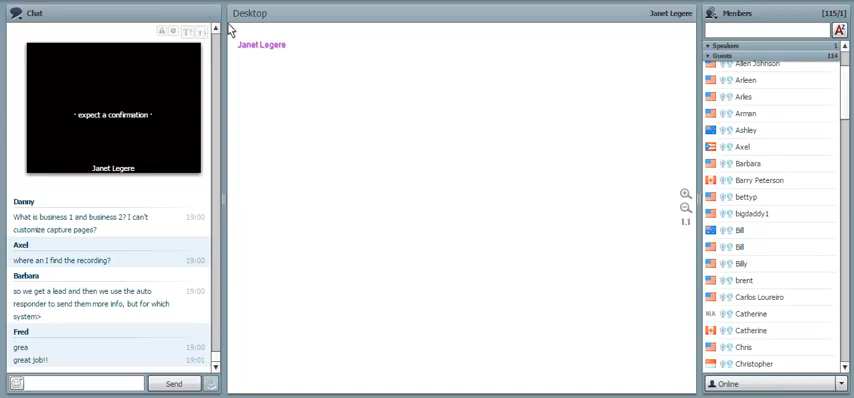 Chat
· expect a confirmation ·
Janet Legere
Danny
What is business 1 and business 2? I can't 19:00
customize capture pages?
Axel
where an I find the recording? 19:00
Barbara
so we get a lead and then we use the auto 19:00
responder to send them more info, but for which
system>
Fred
grea 19:00
great job!! 19:01
Send
Desktop Janet Legere
Janet Legere
1.1
Members [115/1]
Speakers 1
Guests 114
Allen Johnson
Arleen
Arles
Arman
Ashley
Axel
Barbara
Barry Peterson
bettyp
bigdaddy1
Bill
Bill
Billy
brent
Carlos Loureiro
N/A Catherine
Catherine
Chris
Christopher
Online